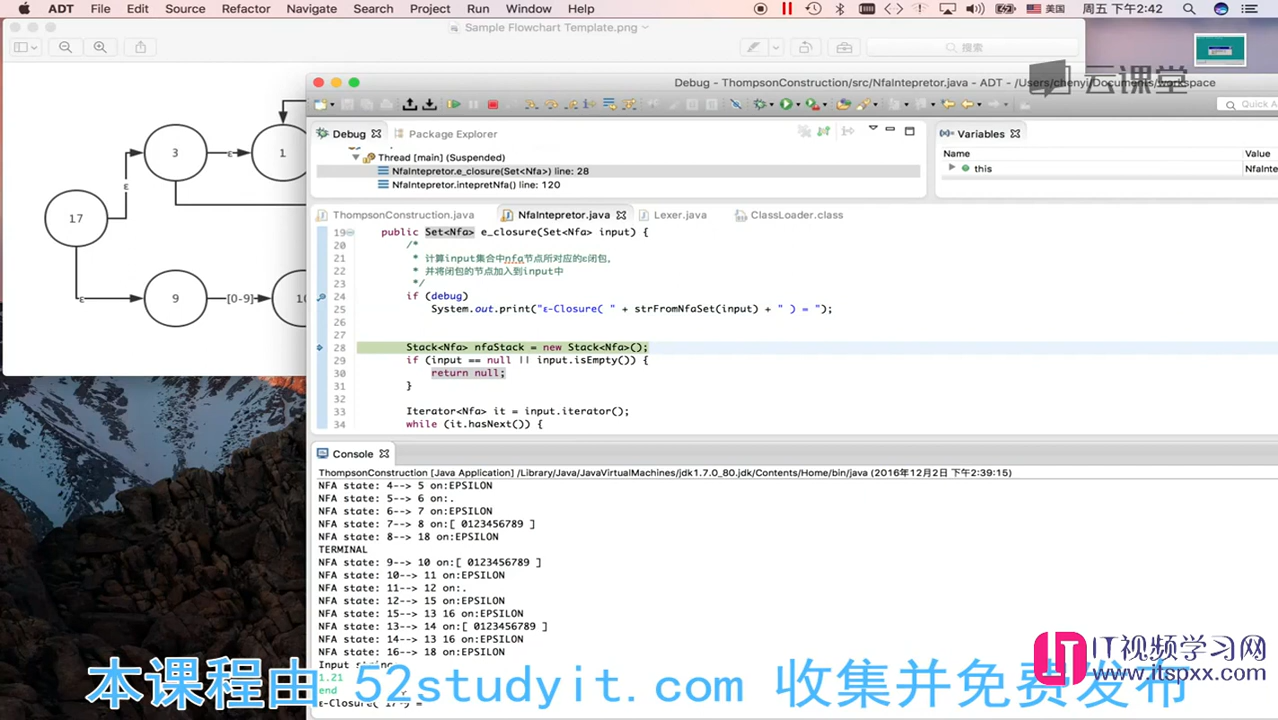 ADT File Edit Source Refactor Navigate Search Project Run Window Help 美国 周五 下午2:42
Sample Flowchart Template.png
搜索
云课堂
Debug - ThompsonConstruction/src/NfaIntepretor.java - ADT - /Users/chenyi/Documents/workspace
Quick A
Debug Package Explorer
Thread [main] (Suspended)
NfaIntepretor.e_closure(Set<Nfa>) line: 28
NfaIntepretor.intepretNfa() line: 120
(x)= Variables
Name Value
this NfaInte
3
ε
1
ε
17
ε
9
[0-9]
10
ThompsonConstruction.java NfaIntepretor.java Lexer.java ClassLoader.class
19 public Set<Nfa> e_closure(Set<Nfa> input) {
20 /*
21 * 计算input集合中nfa节点所对应的ε闭包,
22 * 并将闭包的节点加入到input中
23 */
24 if (debug)
25 System.out.print("ε-Closure( " + strFromNfaSet(input) + " ) = ");
26
27
28 Stack<Nfa> nfaStack = new Stack<Nfa>();
29 if (input == null || input.isEmpty()) {
30 return null;
31 }
32
33 Iterator<Nfa> it = input.iterator();
34 while (it.hasNext()) {
Console
ThompsonConstruction [Java Application] /Library/Java/JavaVirtualMachines/jdk1.7.0_80.jdk/Contents/Home/bin/java (2016年12月2日 下午2:39:15)
NFA state: 4--> 5 on:EPSILON
NFA state: 5--> 6 on:.
NFA state: 6--> 7 on:EPSILON
NFA state: 7--> 8 on:[ 0123456789 ]
NFA state: 8--> 18 on:EPSILON
TERMINAL
NFA state: 9--> 10 on:[ 0123456789 ]
NFA state: 10--> 11 on:EPSILON
NFA state: 11--> 12 on:.
NFA state: 12--> 15 on:EPSILON
NFA state: 15--> 13 16 on:EPSILON
NFA state: 13--> 14 on:[ 0123456789 ]
NFA state: 14--> 13 16 on:EPSILON
NFA state: 16--> 18 on:EPSILON
Input string
1.21
end
本课程由 52studyit.com 收集并免费发布
IT视频学习网
www.itspxx.com